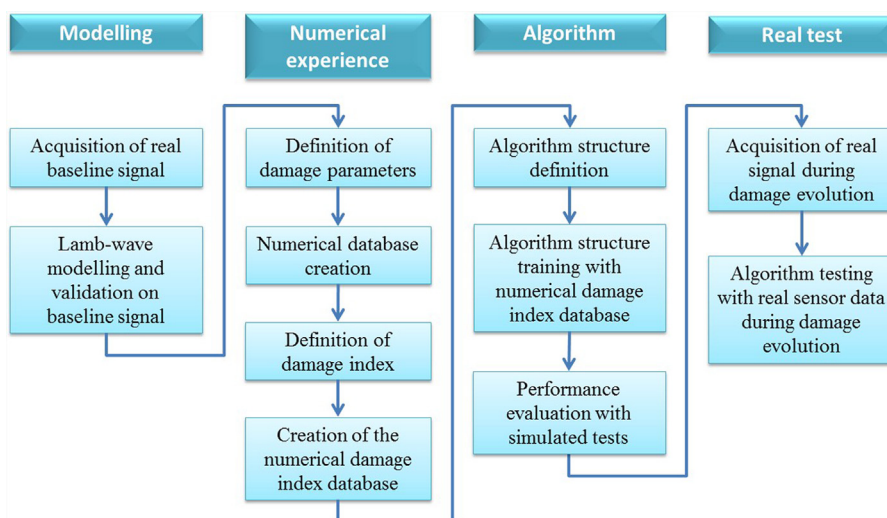 Modelling
Acquisition of real
baseline signal
Lamb-wave
modelling and
validation on
baseline signal
Numerical
experience
Definition of
damage parameters
Numerical database
creation
Definition of
damage index
Creation of the
numerical damage
index database
Algorithm
Algorithm structure
definition
Algorithm structure
training with
numerical damage
index database
Performance
evaluation with
simulated tests
Real test
Acquisition of real
signal during
damage evolution
Algorithm testing
with real sensor data
during damage
evolution